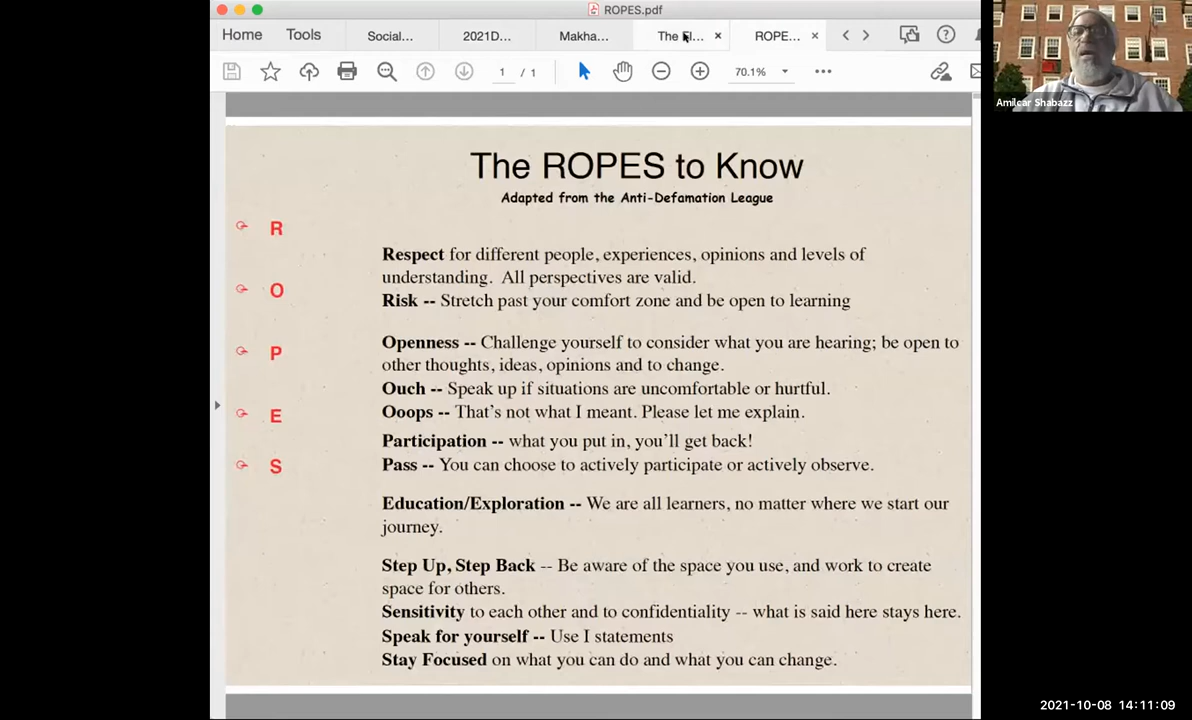 ROPES.pdf
Home Tools Social... 2021D... Makha... The ... ROPE...
1 / 1 70.1%
Amilcar Shabazz
The ROPES to Know
Adapted from the Anti-Defamation League
R
Respect for different people, experiences, opinions and levels of
understanding. All perspectives are valid.
Risk -- Stretch past your comfort zone and be open to learning
O
Openness -- Challenge yourself to consider what you are hearing; be open to
other thoughts, ideas, opinions and to change.
Ouch -- Speak up if situations are uncomfortable or hurtful.
Ooops -- That's not what I meant. Please let me explain.
P
Participation -- what you put in, you'll get back!
Pass -- You can choose to actively participate or actively observe.
E
Education/Exploration -- We are all learners, no matter where we start our
journey.
S
Step Up, Step Back -- Be aware of the space you use, and work to create
space for others.
Sensitivity to each other and to confidentiality -- what is said here stays here.
Speak for yourself -- Use I statements
Stay Focused on what you can do and what you can change.
2021-10-08 14:11:09